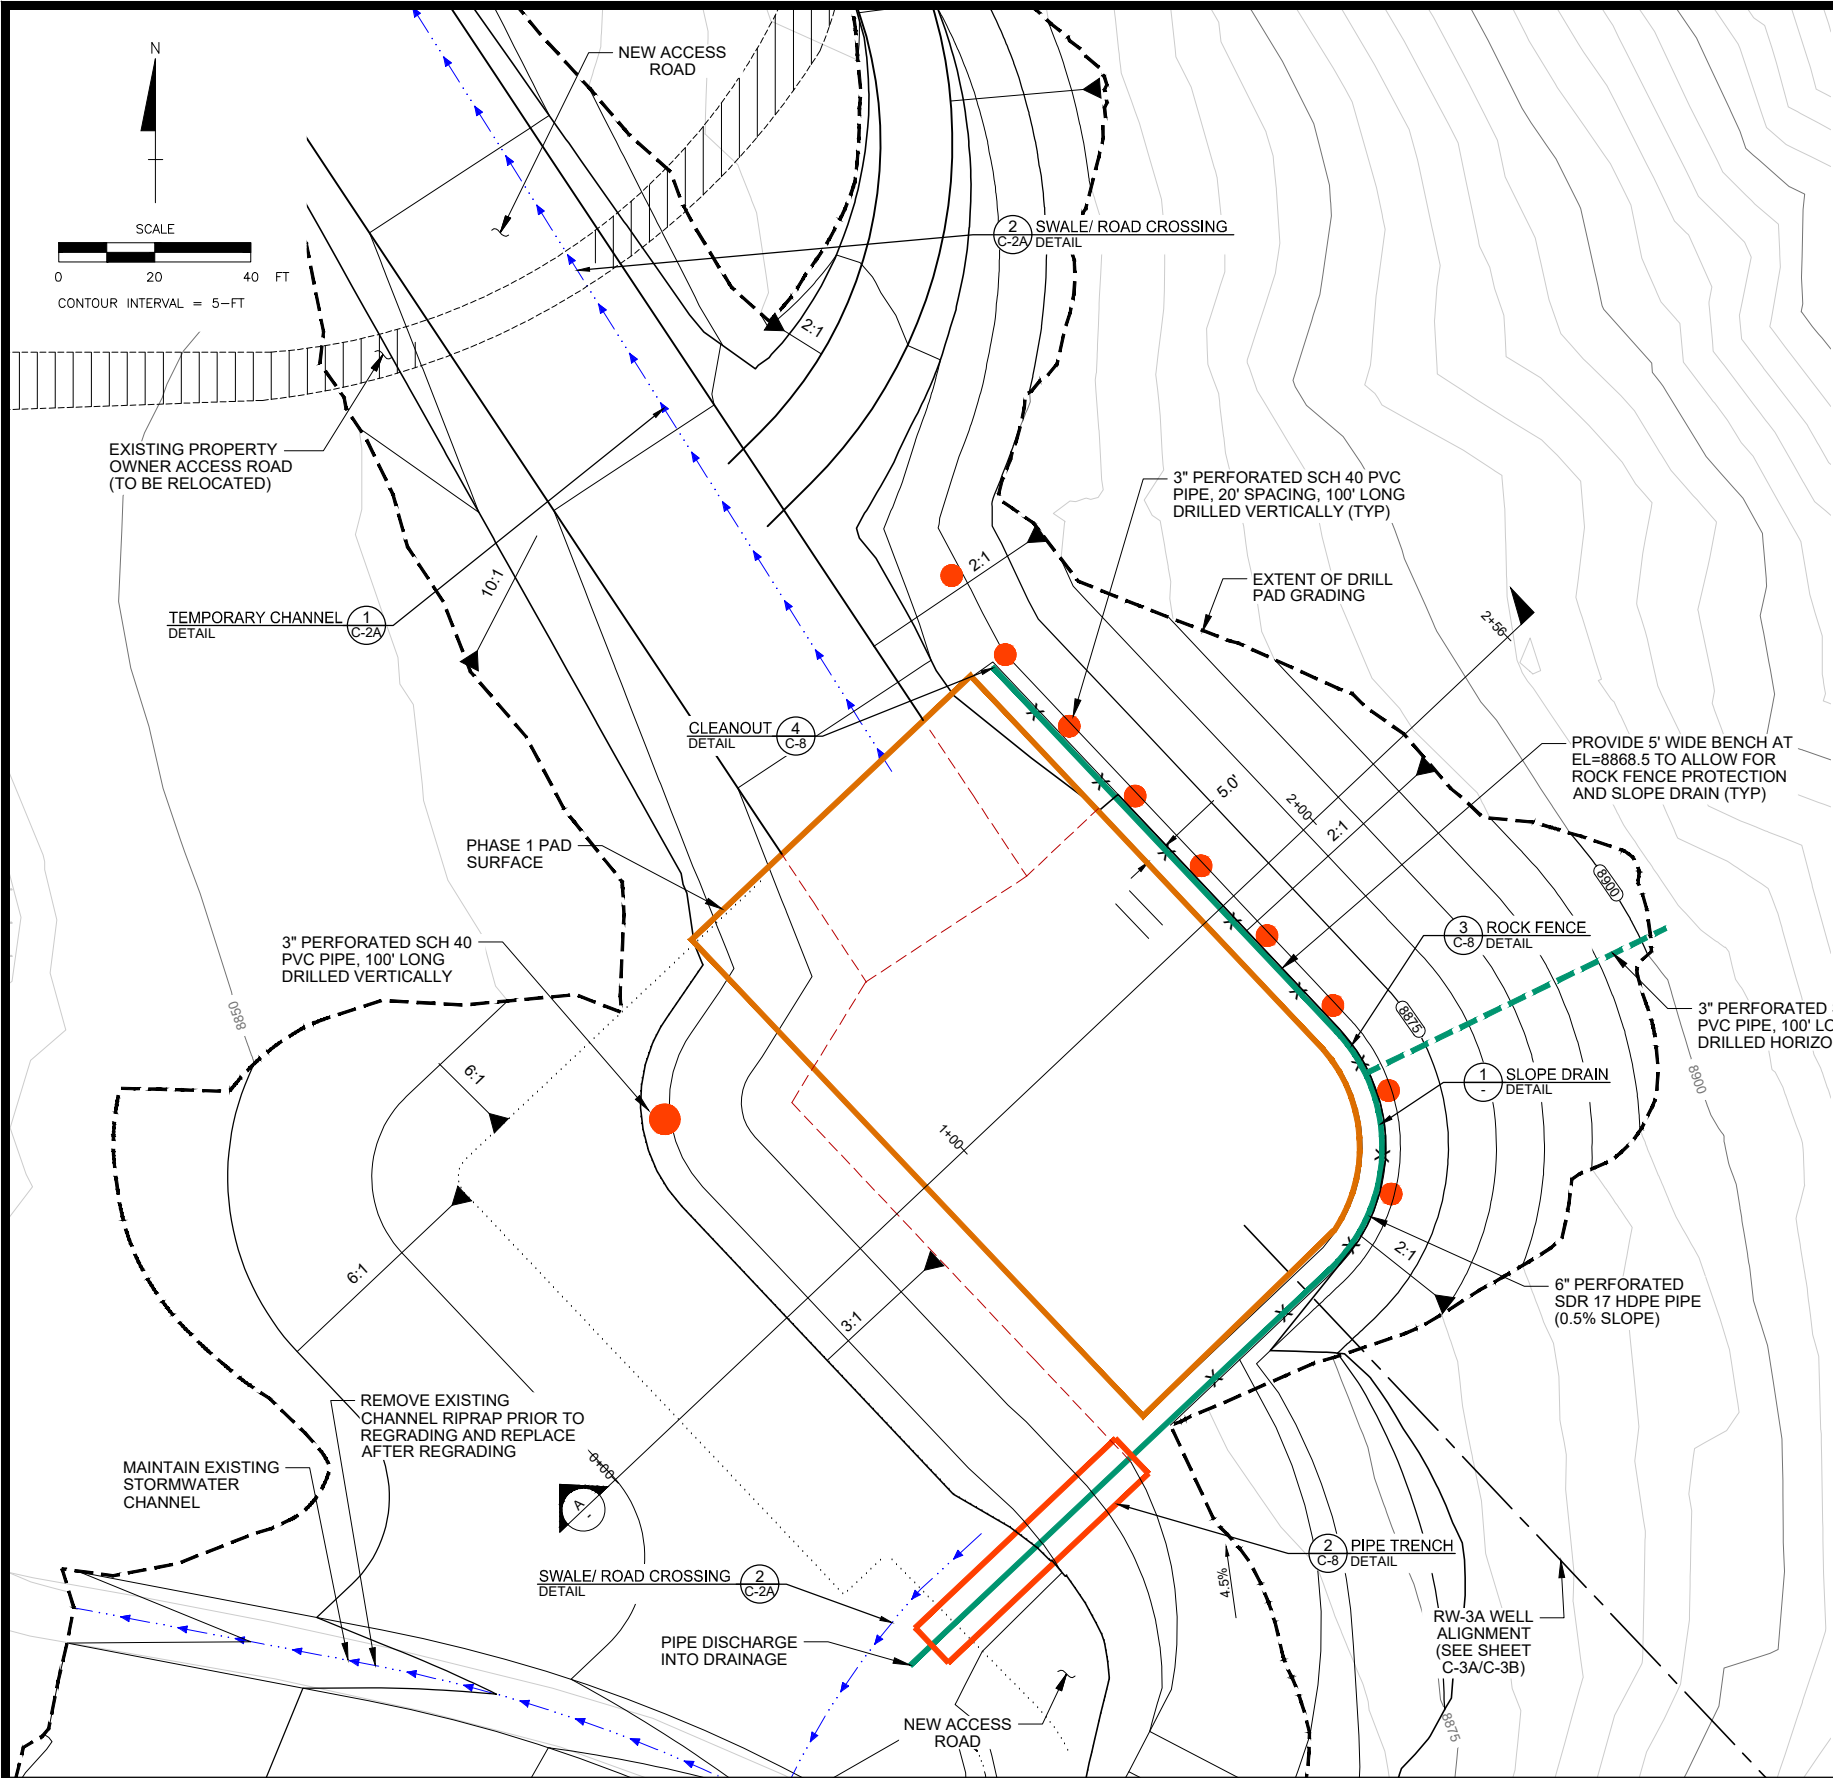 N
SCALE
0 20 40 FT
CONTOUR INTERVAL = 5-FT
NEW ACCESS
ROAD
2
C-2A
SWALE/ ROAD CROSSING
DETAIL
2:1
EXISTING PROPERTY
OWNER ACCESS ROAD
(TO BE RELOCATED)
3" PERFORATED SCH 40 PVC
PIPE, 20' SPACING, 100' LONG
DRILLED VERTICALLY (TYP)
10:1
2:1
EXTENT OF DRILL
PAD GRADING
TEMPORARY CHANNEL
DETAIL
1
C-2A
2+56
CLEANOUT
DETAIL
4
C-8
PROVIDE 5' WIDE BENCH AT
EL=8868.5 TO ALLOW FOR
ROCK FENCE PROTECTION
AND SLOPE DRAIN (TYP)
5.0'
2+00
2:1
PHASE 1 PAD
SURFACE
8900
3" PERFORATED SCH 40
PVC PIPE, 100' LONG
DRILLED VERTICALLY
3
C-8
ROCK FENCE
DETAIL
8850
8875
3" PERFORATED
PVC PIPE, 100' LO
DRILLED HORIZO
6:1
1
-
SLOPE DRAIN
DETAIL
8900
1+00
6:1
2:1
3:1
6" PERFORATED
SDR 17 HDPE PIPE
(0.5% SLOPE)
REMOVE EXISTING
CHANNEL RIPRAP PRIOR TO
REGRADING AND REPLACE
AFTER REGRADING
MAINTAIN EXISTING
STORMWATER
CHANNEL
0+00
A
-
2
C-8
PIPE TRENCH
DETAIL
SWALE/ ROAD CROSSING
DETAIL
2
C-2A
4.5%
RW-3A WELL
ALIGNMENT
(SEE SHEET
C-3A/C-3B)
PIPE DISCHARGE
INTO DRAINAGE
NEW ACCESS
ROAD
8875